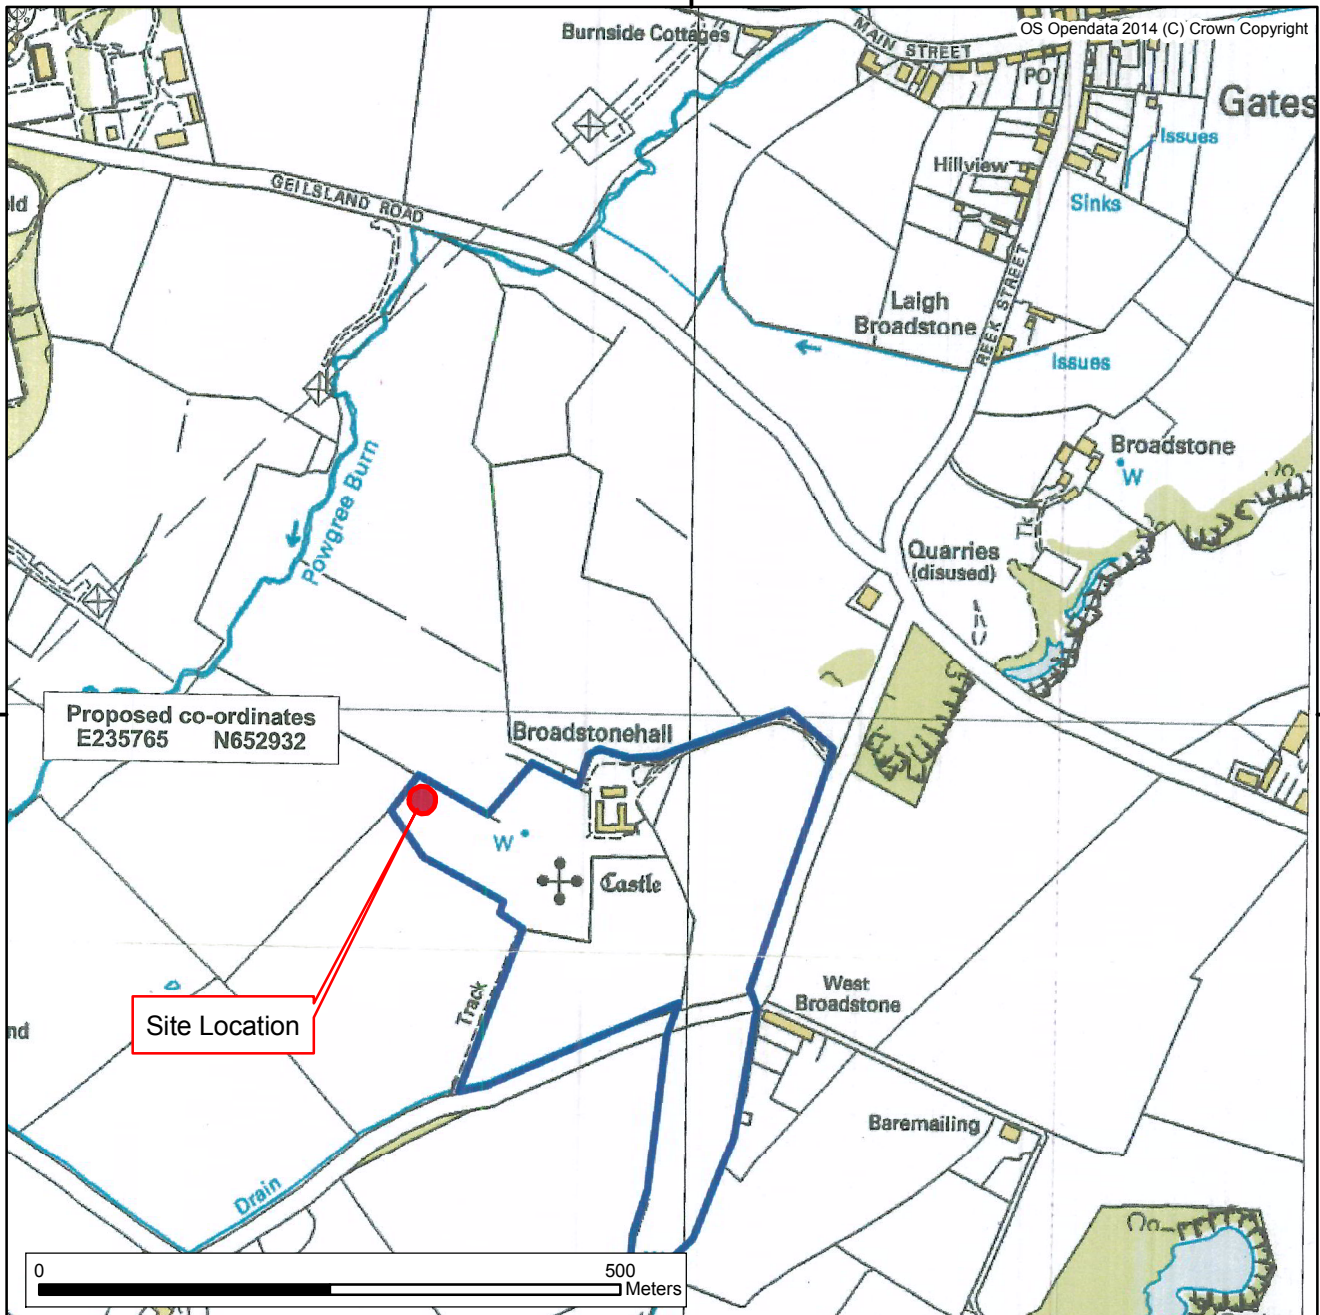 OS Opendata 2014 (C) Crown Copyright
Burnside Cottages
MAIN STREET
PO
Gates
Issues
Hillview
Sinks
GEILSLAND ROAD
REEK STREET
Laigh
Broadstone
Issues
Broadstone
W
Powgree Burn
Tk
Quarries
(disused)
Proposed co-ordinates
E235765 N652932
Broadstonehall
W
Castle
Site Location
Track
West
Broadstone
Baremailing
Drain
0 500
Meters